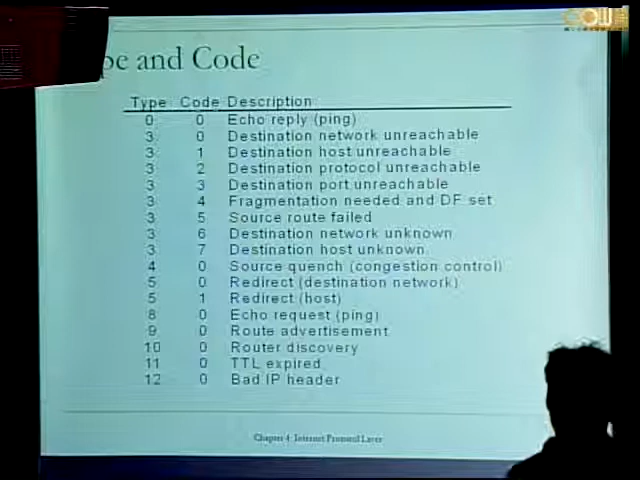 pe and Code
Type Code Description
0 0 Echo reply (ping)
3 0 Destination network unreachable
3 1 Destination host unreachable
3 2 Destination protocol unreachable
3 3 Destination port unreachable
3 4 Fragmentation needed and DF set
3 5 Source route failed
3 6 Destination network unknown
3 7 Destination host unknown
4 0 Source quench (congestion control)
5 0 Redirect (destination network)
5 1 Redirect (host)
8 0 Echo request (ping)
9 0 Route advertisement
10 0 Router discovery
11 0 TTL expired
12 0 Bad IP header
Chapter 4: Internet Protocol Layer